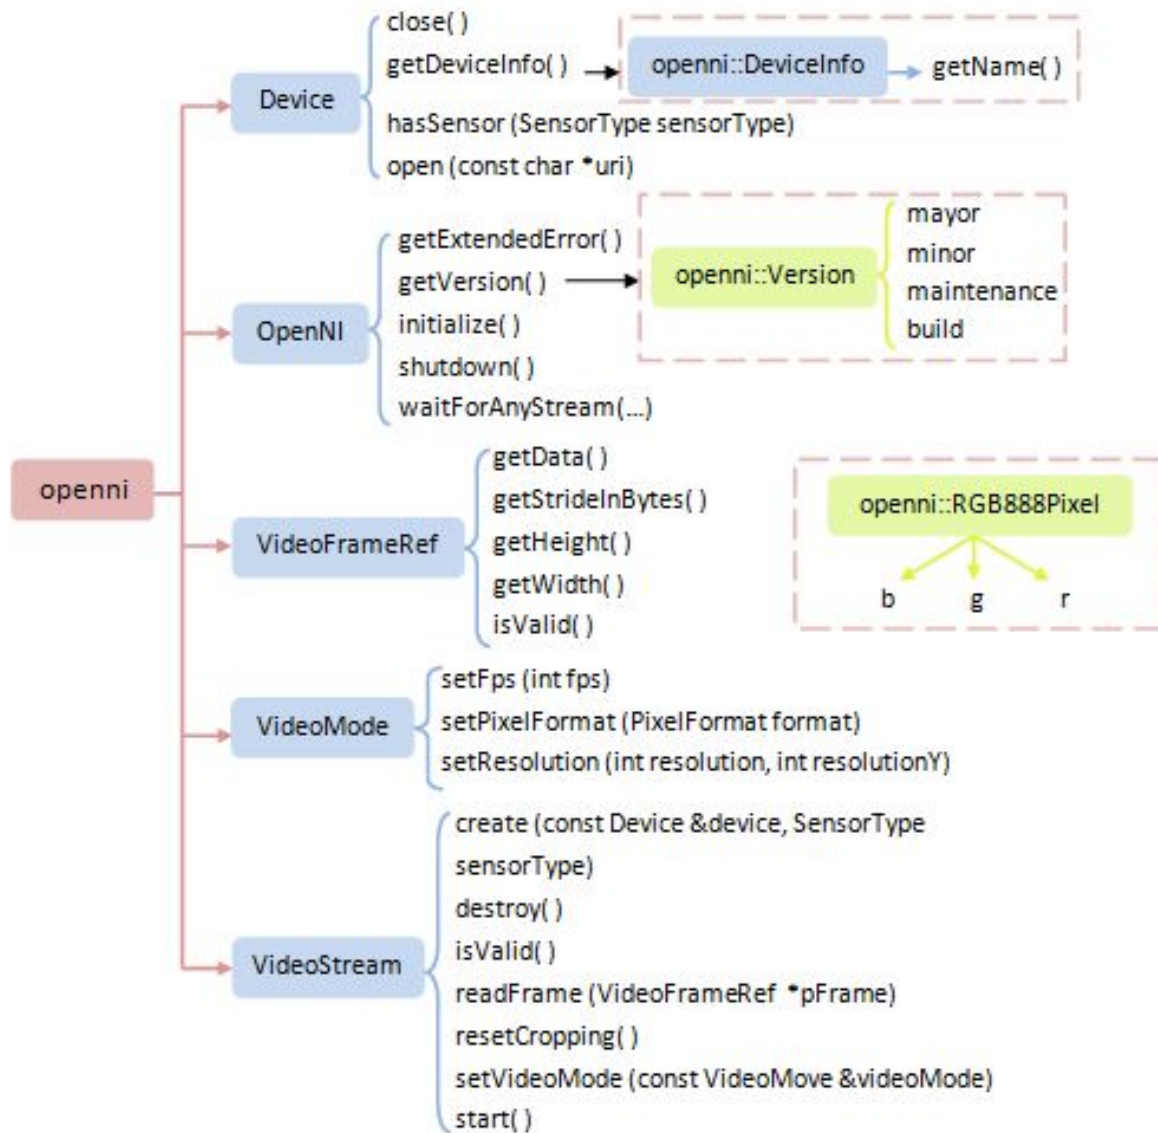 openni
Device
close( )
getDeviceInfo( )
openni::DeviceInfo
getName( )
hasSensor (SensorType sensorType)
open (const char *uri)
OpenNI
getExtendedError( )
getVersion( )
openni::Version
mayor
minor
maintenance
build
initialize( )
shutdown( )
waitForAnyStream(...)
VideoFrameRef
getData( )
getStrideInBytes( )
getHeight( )
getWidth( )
isValid( )
openni::RGB888Pixel
b g r
VideoMode
setFps (int fps)
setPixelFormat (PixelFormat format)
setResolution (int resolution, int resolutionY)
VideoStream
create (const Device &device, SensorType
sensorType)
destroy( )
isValid( )
readFrame (VideoFrameRef *pFrame)
resetCropping( )
setVideoMode (const VideoMove &videoMode)
start( )